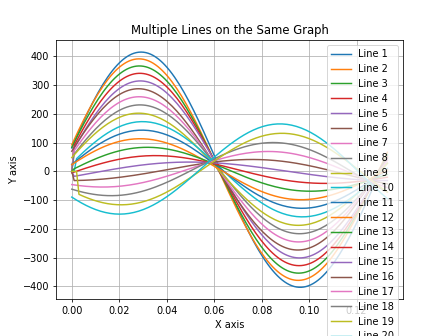 Multiple Lines on the Same Graph
Y axis
400
300
200
100
0
−100
−200
−300
−400
0.00
0.02
0.04
0.06
0.08
0.10
X axis
Line 1
Line 2
Line 3
Line 4
Line 5
Line 6
Line 7
Line 8
Line 9
Line 10
Line 11
Line 12
Line 13
Line 14
Line 15
Line 16
Line 17
Line 18
Line 19
Line 20